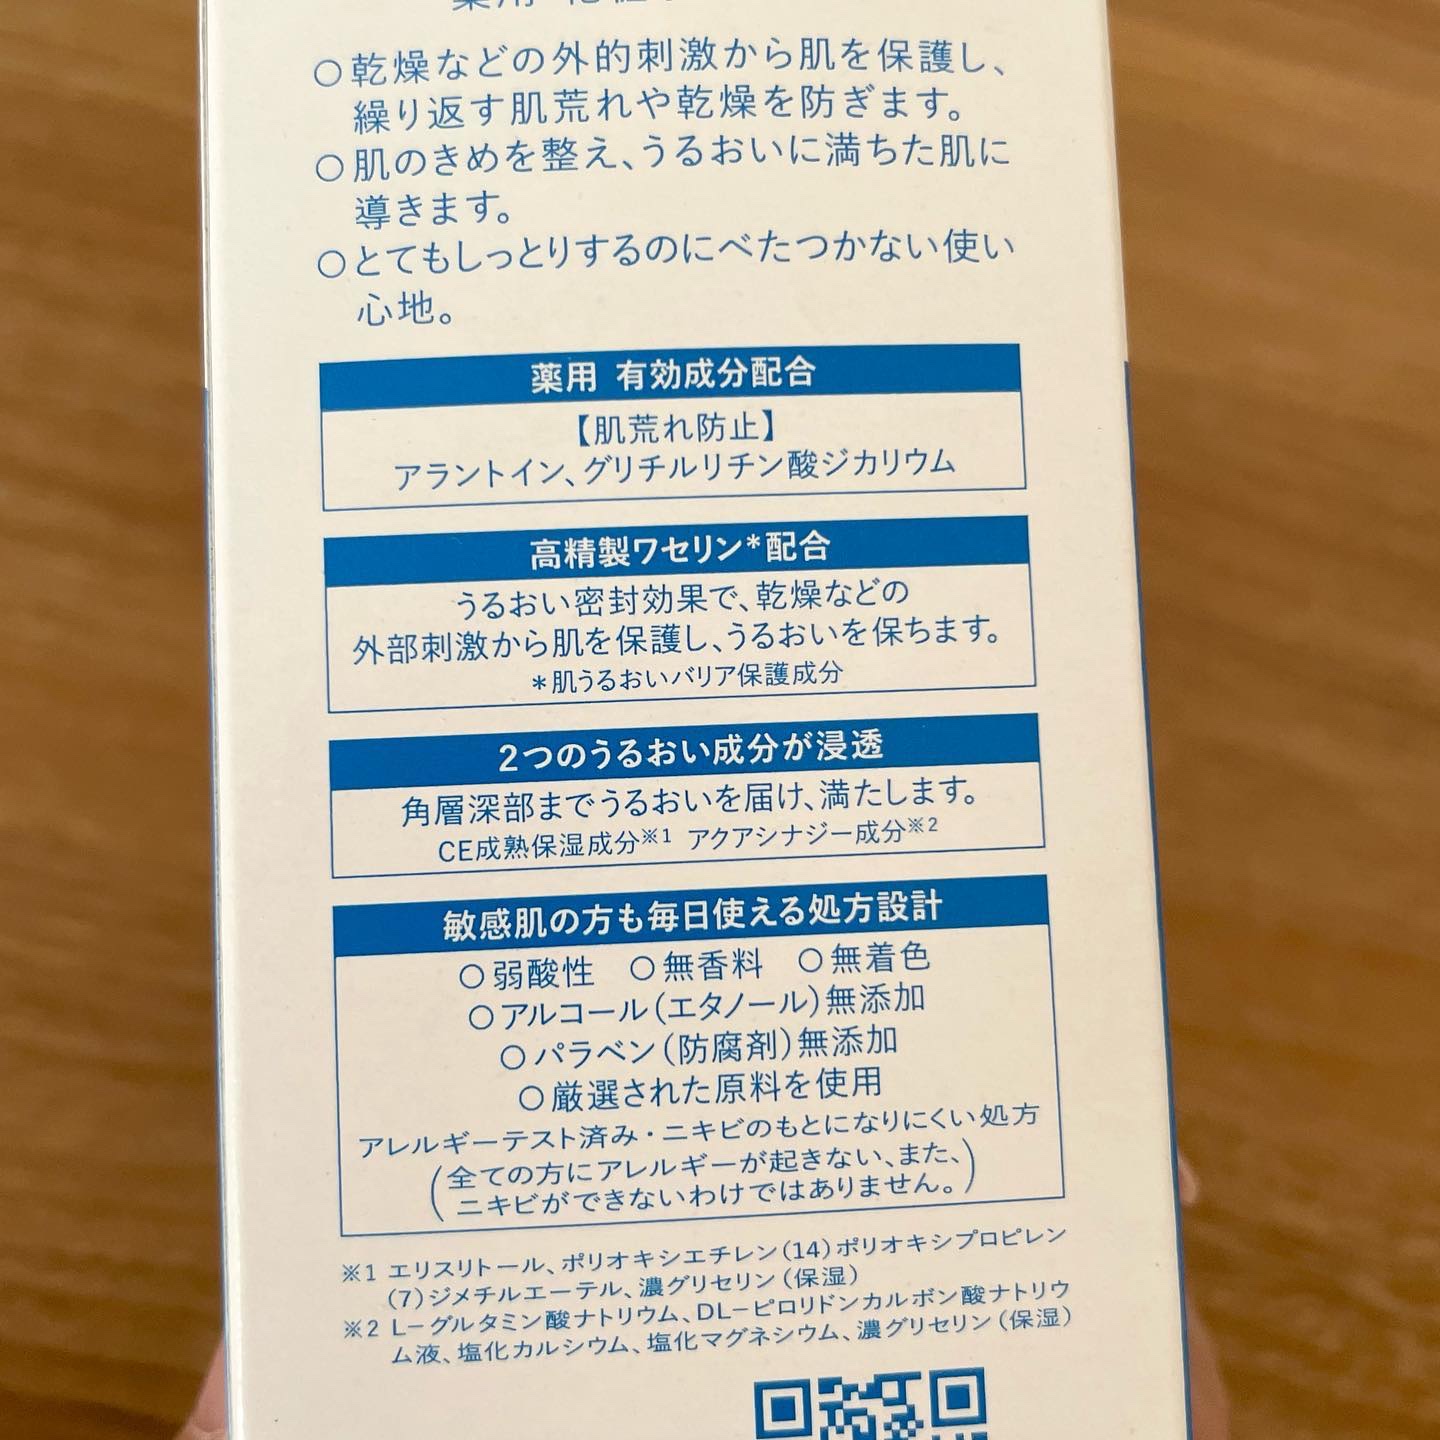 薬用 化粧
○乾燥などの外的刺激から肌を保護し、
繰り返す肌荒れや乾燥を防ぎます。
○肌のきめを整え、うるおいに満ちた肌に
導きます。
○とてもしっとりするのにべたつかない使い
心地。
薬用 有効成分配合
【肌荒れ防止】
アラントイン、グリチルリチン酸ジカリウム
高精製ワセリン*配合
うるおい密封効果で、乾燥などの
外部刺激から肌を保護し、うるおいを保ちます。
*肌うるおいバリア保護成分
2つのうるおい成分が浸透
角層深部までうるおいを届け、満たします。
CE成熟保湿成分※1 アクアシナジー成分※2
敏感肌の方も毎日使える処方設計
○弱酸性 ○無香料 ○無着色
○アルコール(エタノール)無添加
○パラベン(防腐剤)無添加
○厳選された原料を使用
アレルギーテスト済み・ニキビのもとになりにくい処方
(全ての方にアレルギーが起きない、また、
ニキビができないわけではありません。)
※1 エリスリトール、ポリオキシエチレン(14)ポリオキシプロピレン
(7)ジメチルエーテル、濃グリセリン(保湿)
※2 L−グルタミン酸ナトリウム、DL−ピロリドンカルボン酸ナトリウ
ム液、塩化カルシウム、塩化マグネシウム、濃グリセリン(保湿)